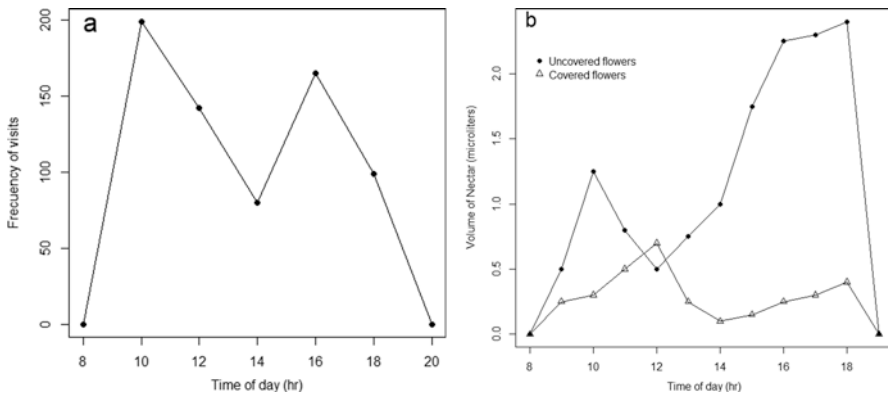 a
Frecuency of visits
200
150
100
50
0
8 10 12 14 16 18 20
Time of day (hr)
b
Uncovered flowers
Covered flowers
Volume of Nectar (microliters)
2.0
1.5
1.0
0.5
0.0
8 10 12 14 16 18
Time of day (hr)